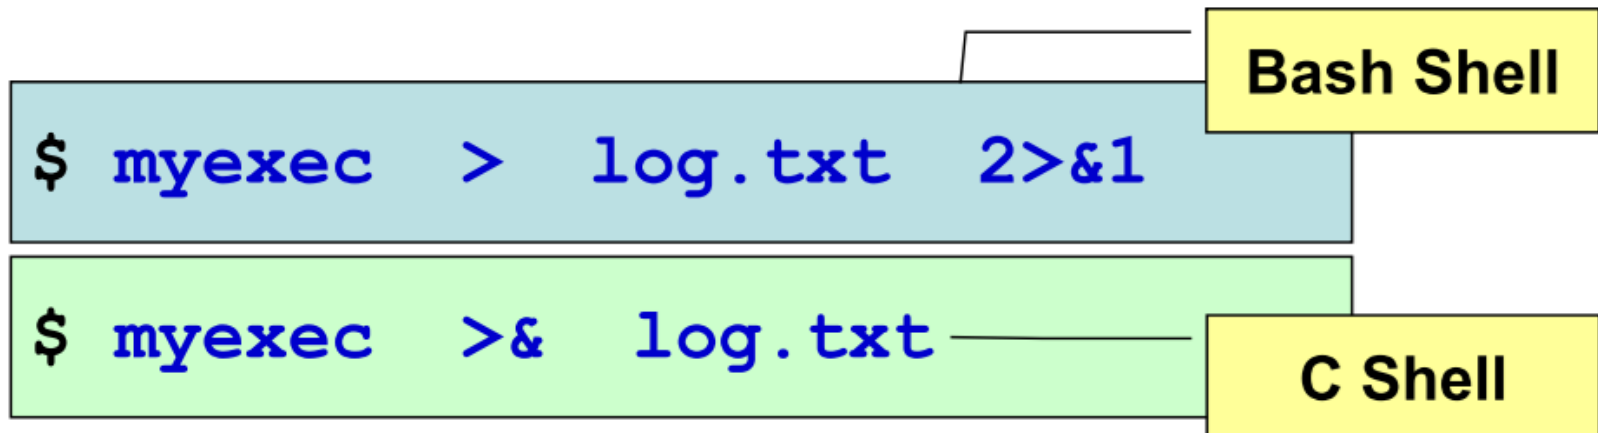 Bash Shell
$ myexec > log.txt 2>&1
$ myexec >& log.txt
C Shell